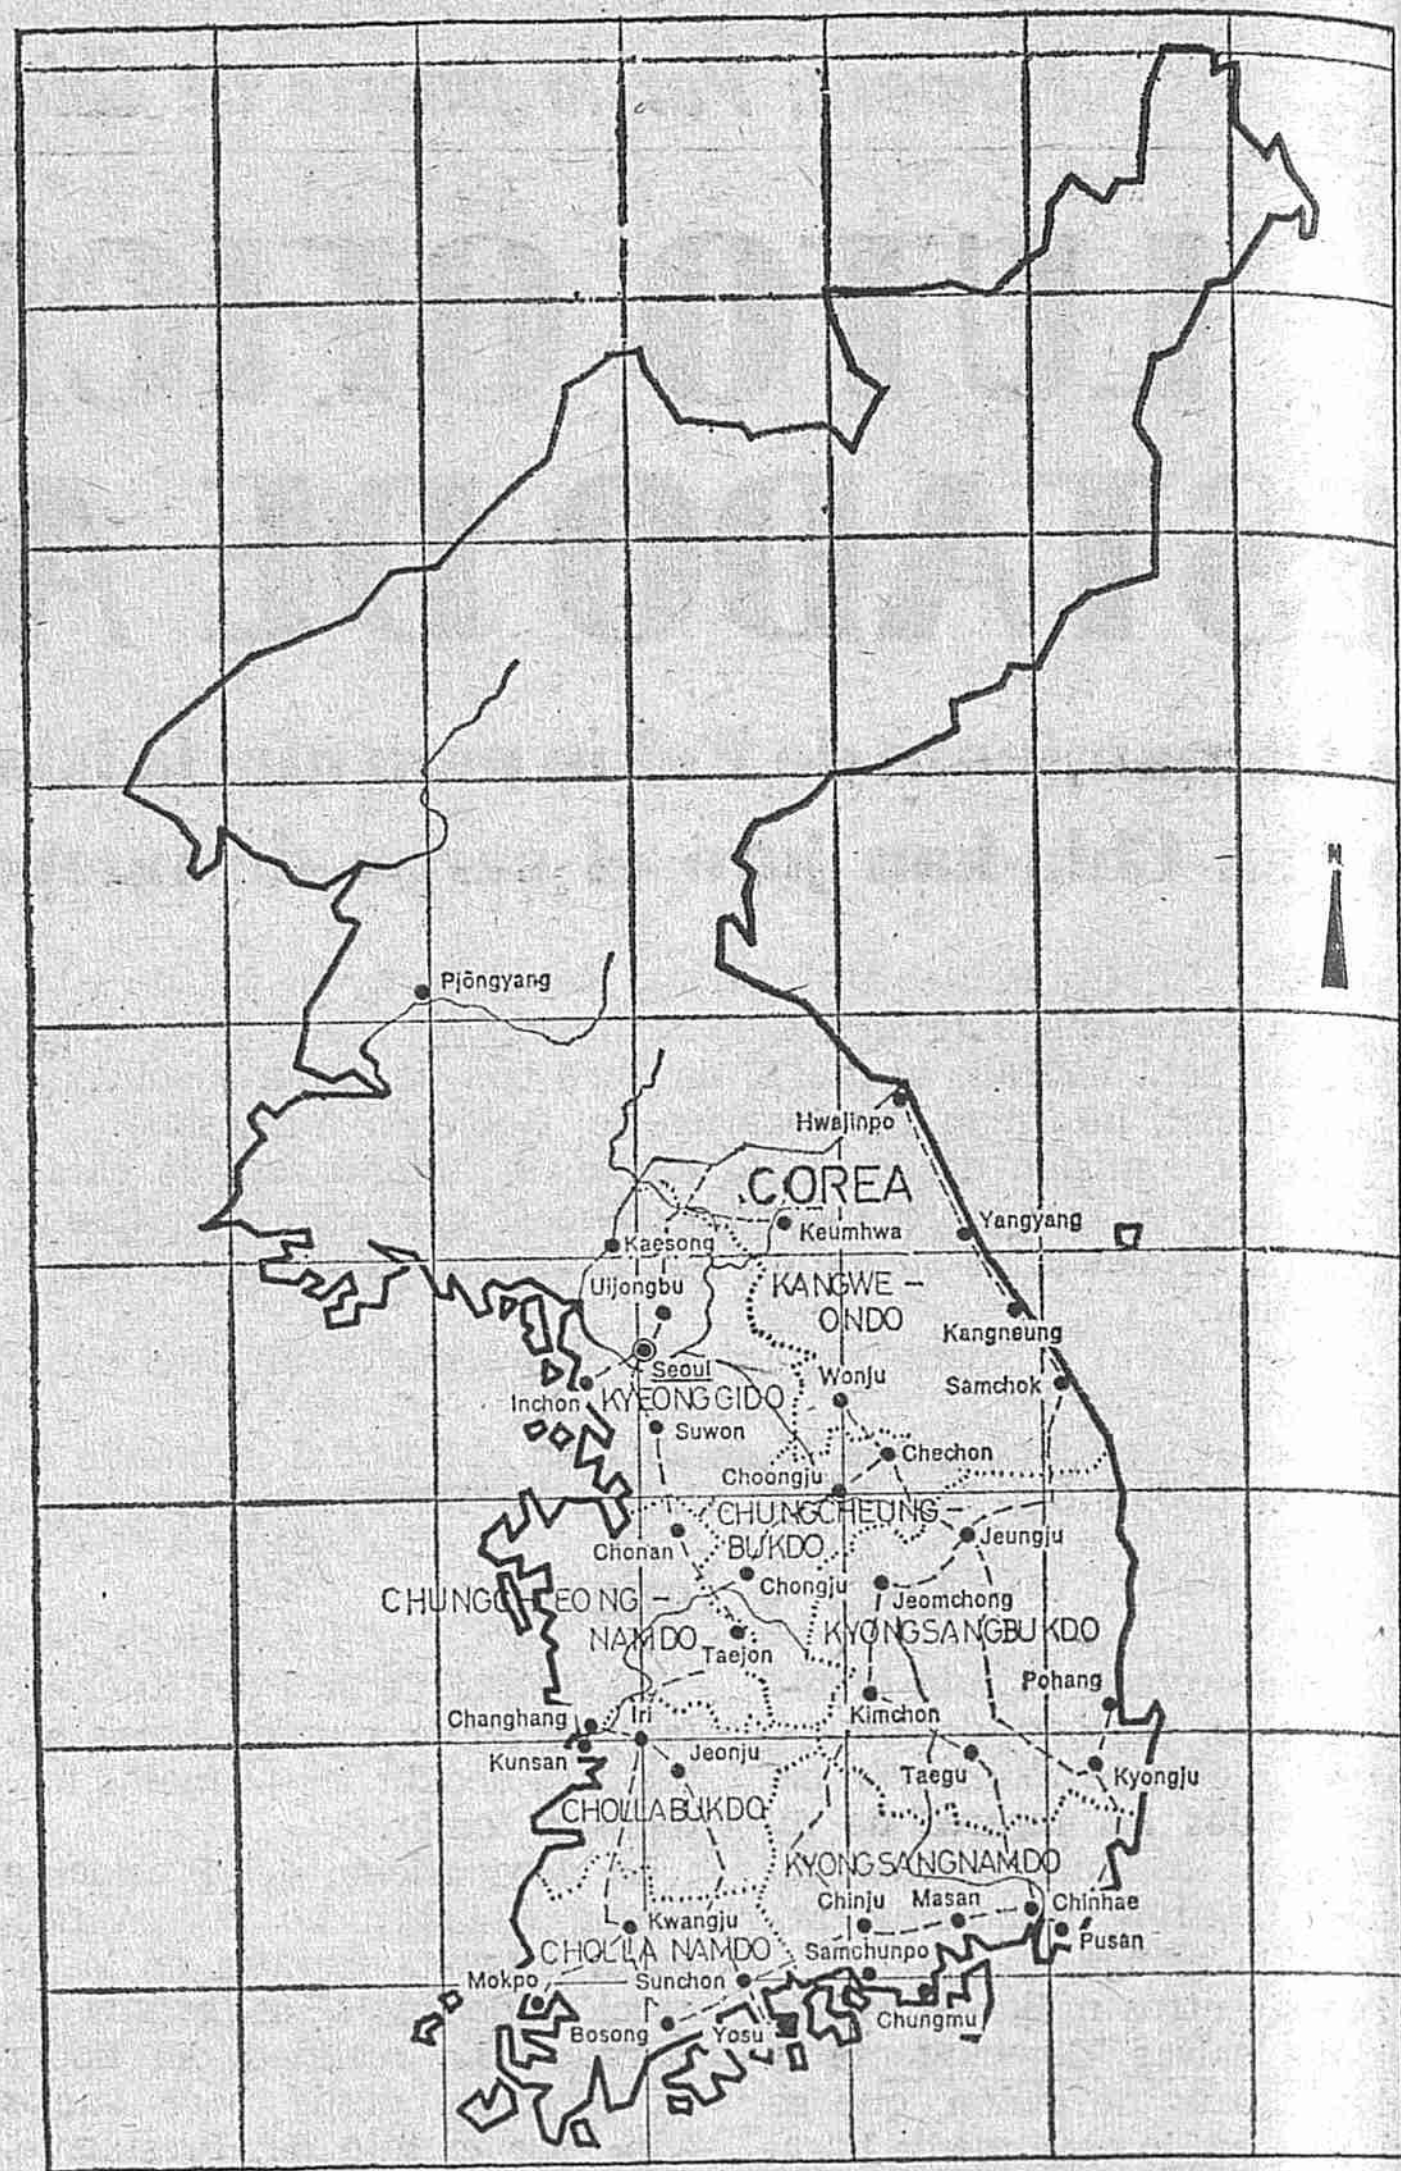 N
Pjōngyang
Hwajinpo
COREA
Keumhwa
Yangyang
Kaesong
Uijongbu
KANGWE –
ONDO
Kangneung
Seoul
Wonju
Samchok
Inchon
KYEONGGIDO
Suwon
Chechon
Choongju
CHUNGCHEUNG –
BUKDO
Jeungju
Chonan
Chongju
Jeomchong
CHUNGCHEONG –
NAMDO
Taejon
KYONGSANGBUKDO
Pohang
Changhang
Iri
Kimchon
Kunsan
Jeonju
Taegu
Kyongju
CHOLLABUKDO
KYONGSANGNAMDO
Chinju
Masan
Chinhae
Kwangju
Pusan
CHOLLA NAMDO
Samchunpo
Mokpo
Sunchon
Chungmu
Bosong
Yosu